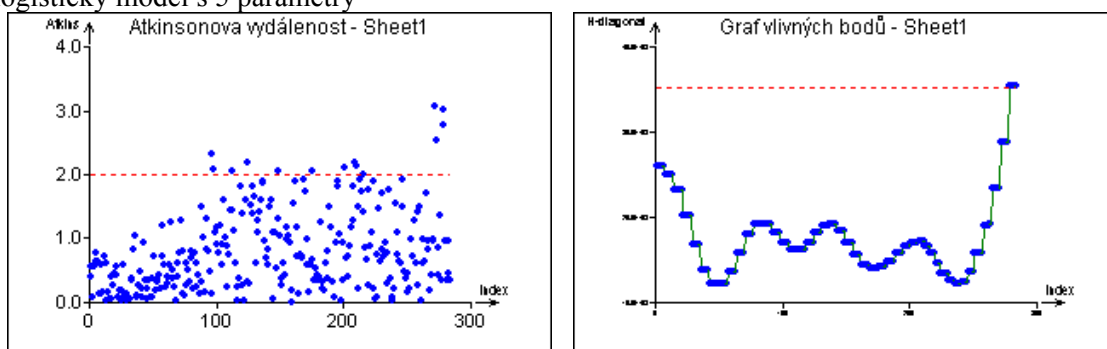 logistický model s 5 parametry
Atkins
Atkinsonova vydálenost - Sheet1
4.0
3.0
2.0
1.0
0.0
0
100
200
300
Index
H-diagonal
Graf vlivných bodů - Sheet1
Index